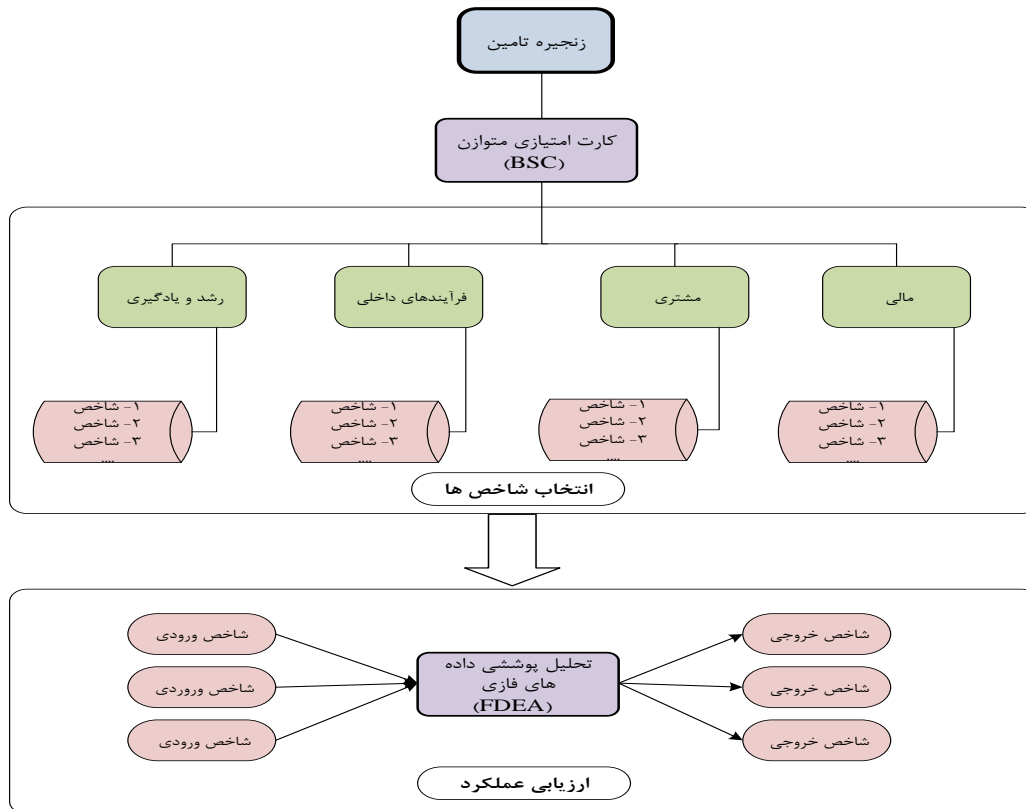 زنجیره تامین
کارت امتیازی متوازن
(BSC)
مالی
مشتری
فرآیندهای داخلی
رشد و یادگیری
۱- شاخص
۲- شاخص
۳- شاخص
....
۱- شاخص
۲- شاخص
۳- شاخص
....
۱- شاخص
۲- شاخص
۳- شاخص
....
۱- شاخص
۲- شاخص
۳- شاخص
....
انتخاب شاخص ها
شاخص خروجی
شاخص خروجی
شاخص خروجی
تحلیل پوششی داده
های فازی
(FDEA)
شاخص ورودی
شاخص وروردی
شاخص ورودی
ارزیابی عملکرد